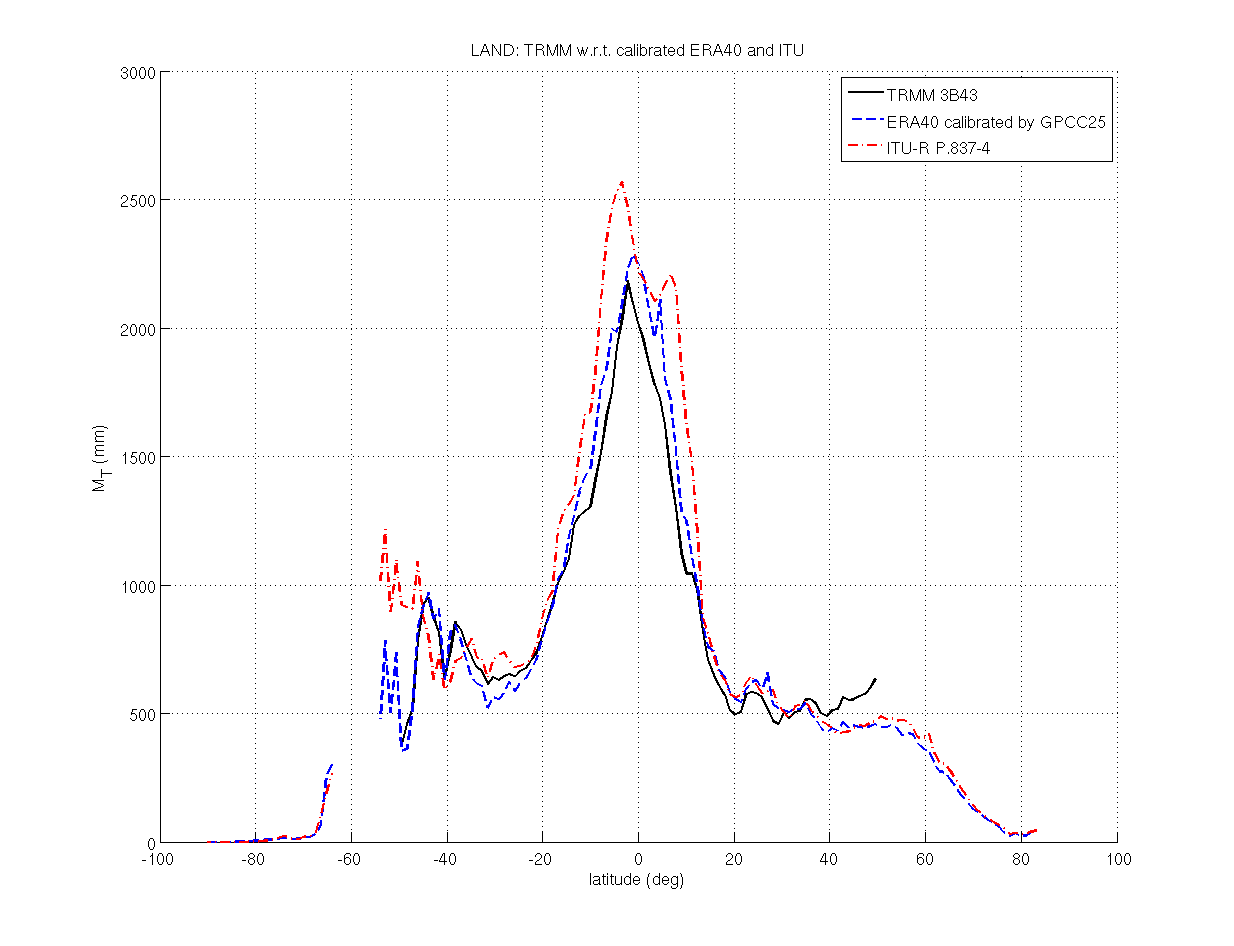 LAND: TRMM w.r.t. calibrated ERA40 and ITU
3000
2500
2000
1500
1000
500
0
M_T (mm)
TRMM 3B43
ERA40 calibrated by GPCC25
ITU-R P.837-4
-100 -80 -60 -40 -20 0 20 40 60 80 100
latitude (deg)